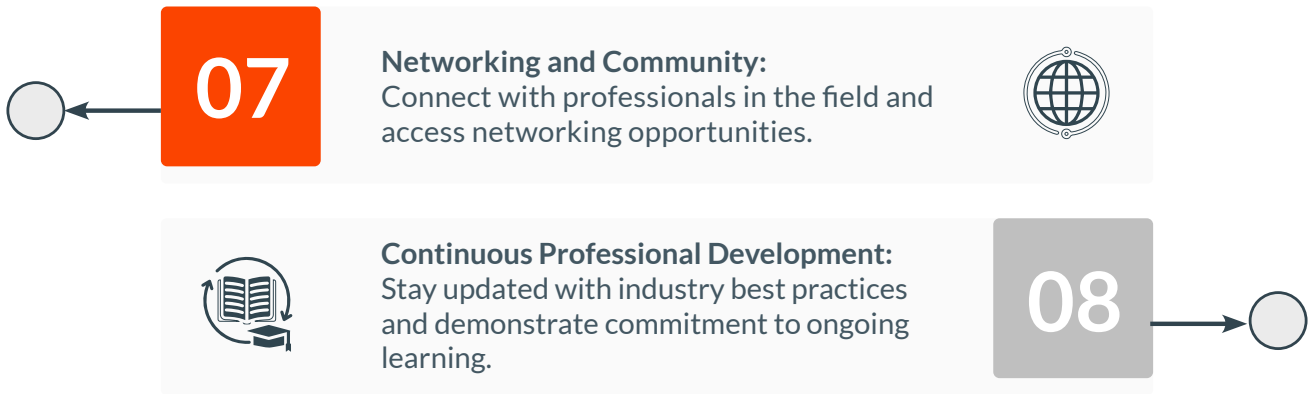 07
Networking and Community:
Connect with professionals in the field and
access networking opportunities.
Continuous Professional Development:
Stay updated with industry best practices
and demonstrate commitment to ongoing
learning.
08